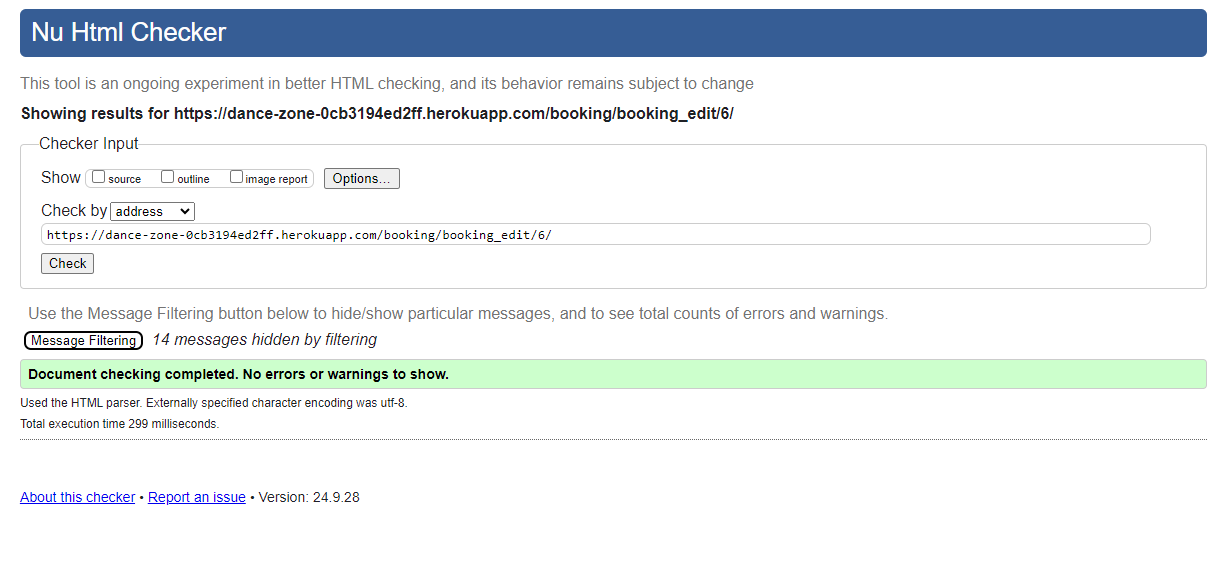 Nu Html Checker
This tool is an ongoing experiment in better HTML checking, and its behavior remains subject to change
Showing results for https://dance-zone-0cb3194ed2ff.herokuapp.com/booking/booking_edit/6/
Checker Input
Show source outline image report Options...
Check by address
https://dance-zone-0cb3194ed2ff.herokuapp.com/booking/booking_edit/6/
Check
Use the Message Filtering button below to hide/show particular messages, and to see total counts of errors and warnings.
Message Filtering 14 messages hidden by filtering
Document checking completed. No errors or warnings to show.
Used the HTML parser. Externally specified character encoding was utf-8.
Total execution time 299 milliseconds.
About this checker • Report an issue • Version: 24.9.28